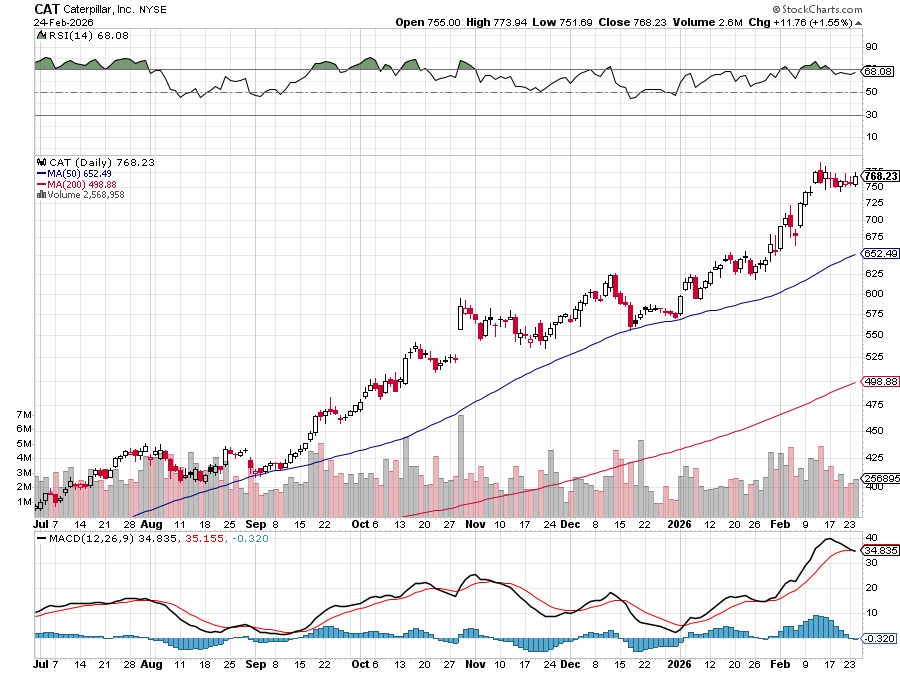 CAT Caterpillar, Inc. NYSE © StockCharts.com
24-Feb-2026 Open 755.00 High 773.94 Low 751.69 Close 768.23 Volume 2.6M Chg +11.76 (+1.55%)
RSI(14) 68.08
90
68.08
50
30
10
CAT (Daily) 768.23
MA(50) 652.49
MA(200) 498.88
Volume 2,568,958
768.23
750
725
700
675
652.49
625
600
575
550
525
498.88
475
450
425
400
7M
6M
5M
4M
3M
2M
1M
256895
Jul 7 14 21 28 Aug 11 18 25 Sep 8 15 22 Oct 6 13 20 27 Nov 10 17 24 Dec 8 15 22 2026 12 20 26 Feb 9 17 23
MACD(12,26,9) 34.835, 35.155, -0.320
40
34.835
30
20
10
-0.320
Jul 7 14 21 28 Aug 11 18 25 Sep 8 15 22 Oct 6 13 20 27 Nov 10 17 24 Dec 8 15 22 2026 12 20 26 Feb 9 17 23